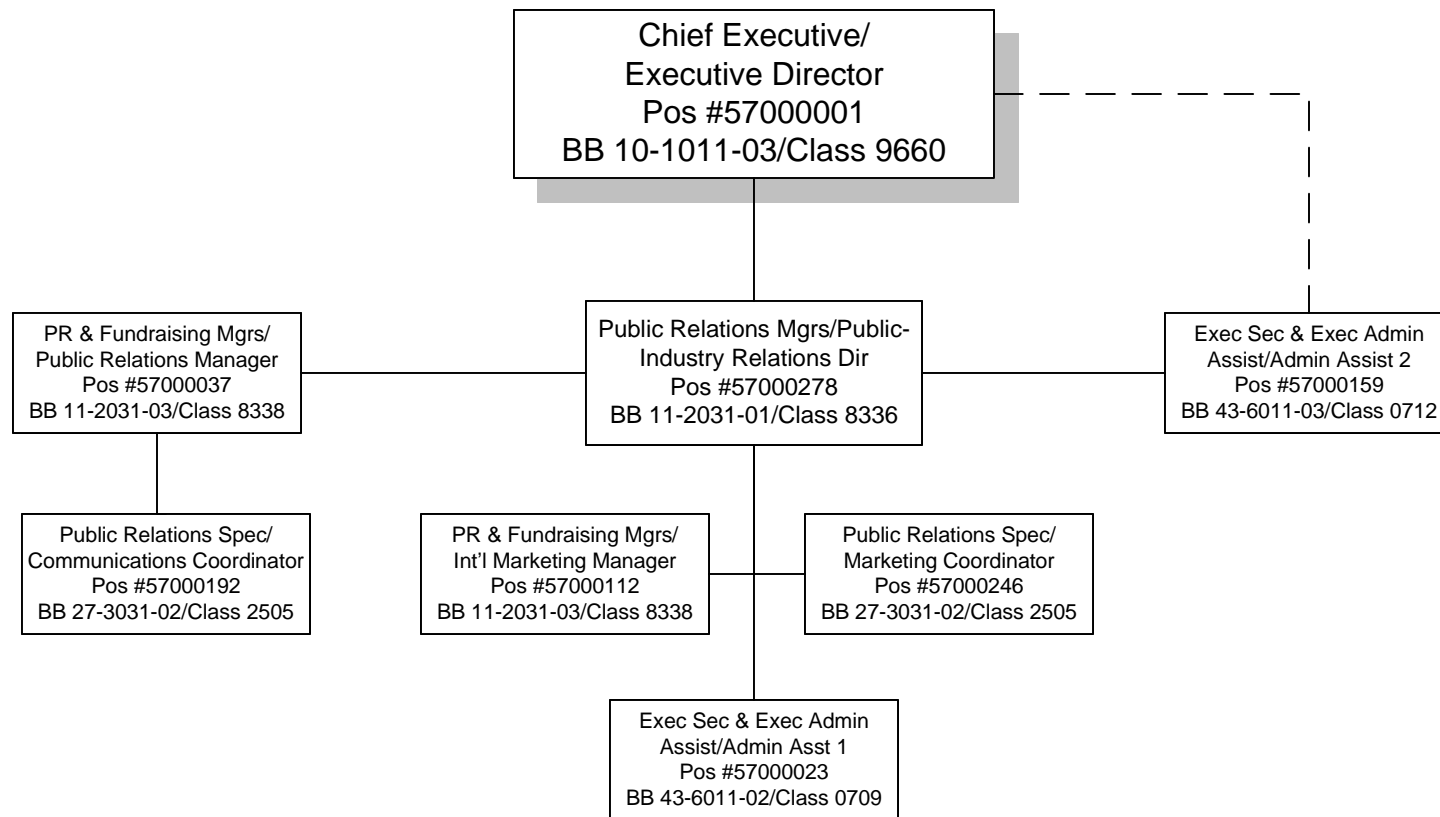 Chief Executive/
Executive Director
Pos #57000001
BB 10-1011-03/Class 9660
PR & Fundraising Mgrs/
Public Relations Manager
Pos #57000037
BB 11-2031-03/Class 8338
Public Relations Mgrs/Public-
Industry Relations Dir
Pos #57000278
BB 11-2031-01/Class 8336
Exec Sec & Exec Admin
Assist/Admin Assist 2
Pos #57000159
BB 43-6011-03/Class 0712
Public Relations Spec/
Communications Coordinator
Pos #57000192
BB 27-3031-02/Class 2505
PR & Fundraising Mgrs/
Int'l Marketing Manager
Pos #57000112
BB 11-2031-03/Class 8338
Public Relations Spec/
Marketing Coordinator
Pos #57000246
BB 27-3031-02/Class 2505
Exec Sec & Exec Admin
Assist/Admin Asst 1
Pos #57000023
BB 43-6011-02/Class 0709